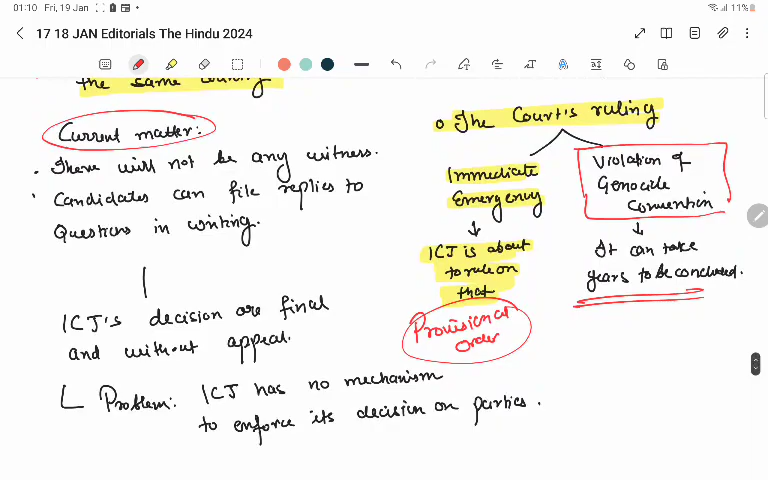 01:10 Fri, 19 Jan
11%
17 18 JAN Editorials The Hindu 2024
the same
Current matter:
• There will not be any witness.
• Candidates can file replies to
Questions in writing.
ICJ's decision are final
and without appeal.
Problem: ICJ has no mechanism
to enforce its decision on parties.
The Court's ruling
Immediate
Emergency
ICJ is about
to rule on
that
Provisional
order
Violation of
Genocide
Convention
It can take
years to be concluded.